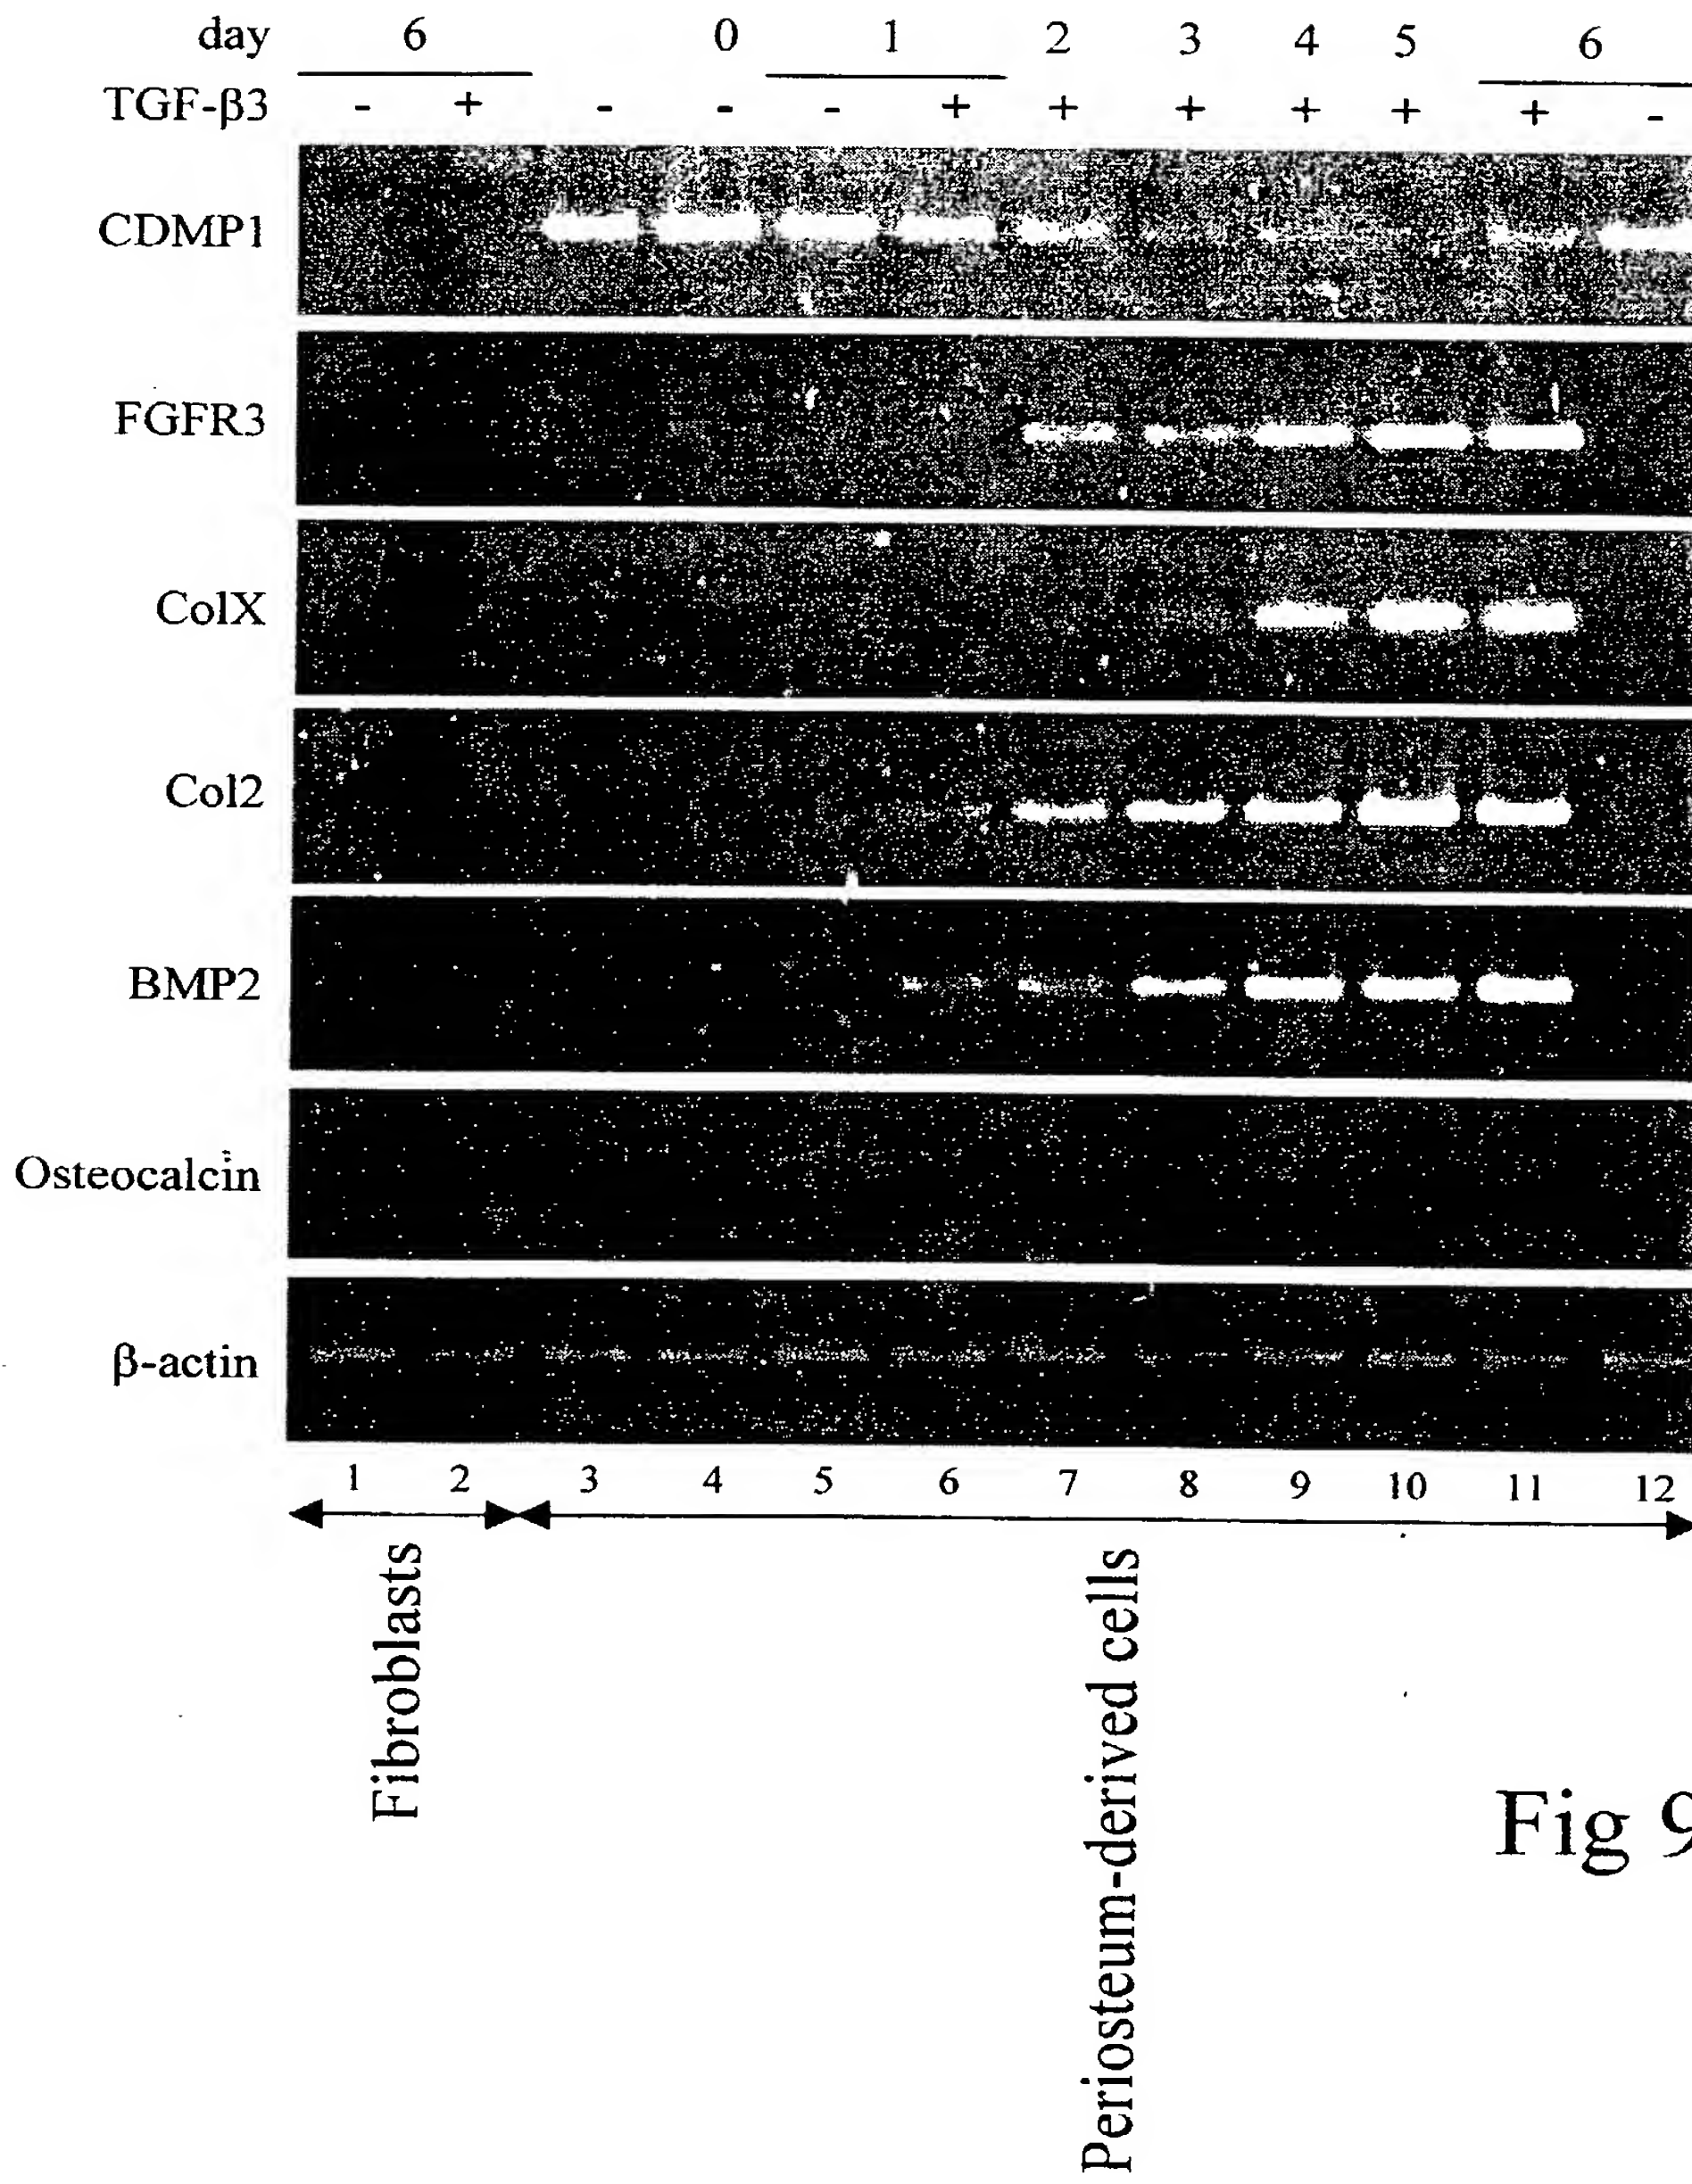 day 6 0 1 2 3 4 5 6
TGF-β3 - + - - - + + + + + + -
CDMP1
FGFR3
ColX
Col2
BMP2
Osteocalcin
β-actin
1 2 3 4 5 6 7 8 9 10 11 12
Fibroblasts
Periosteum-derived cells
Fig 9